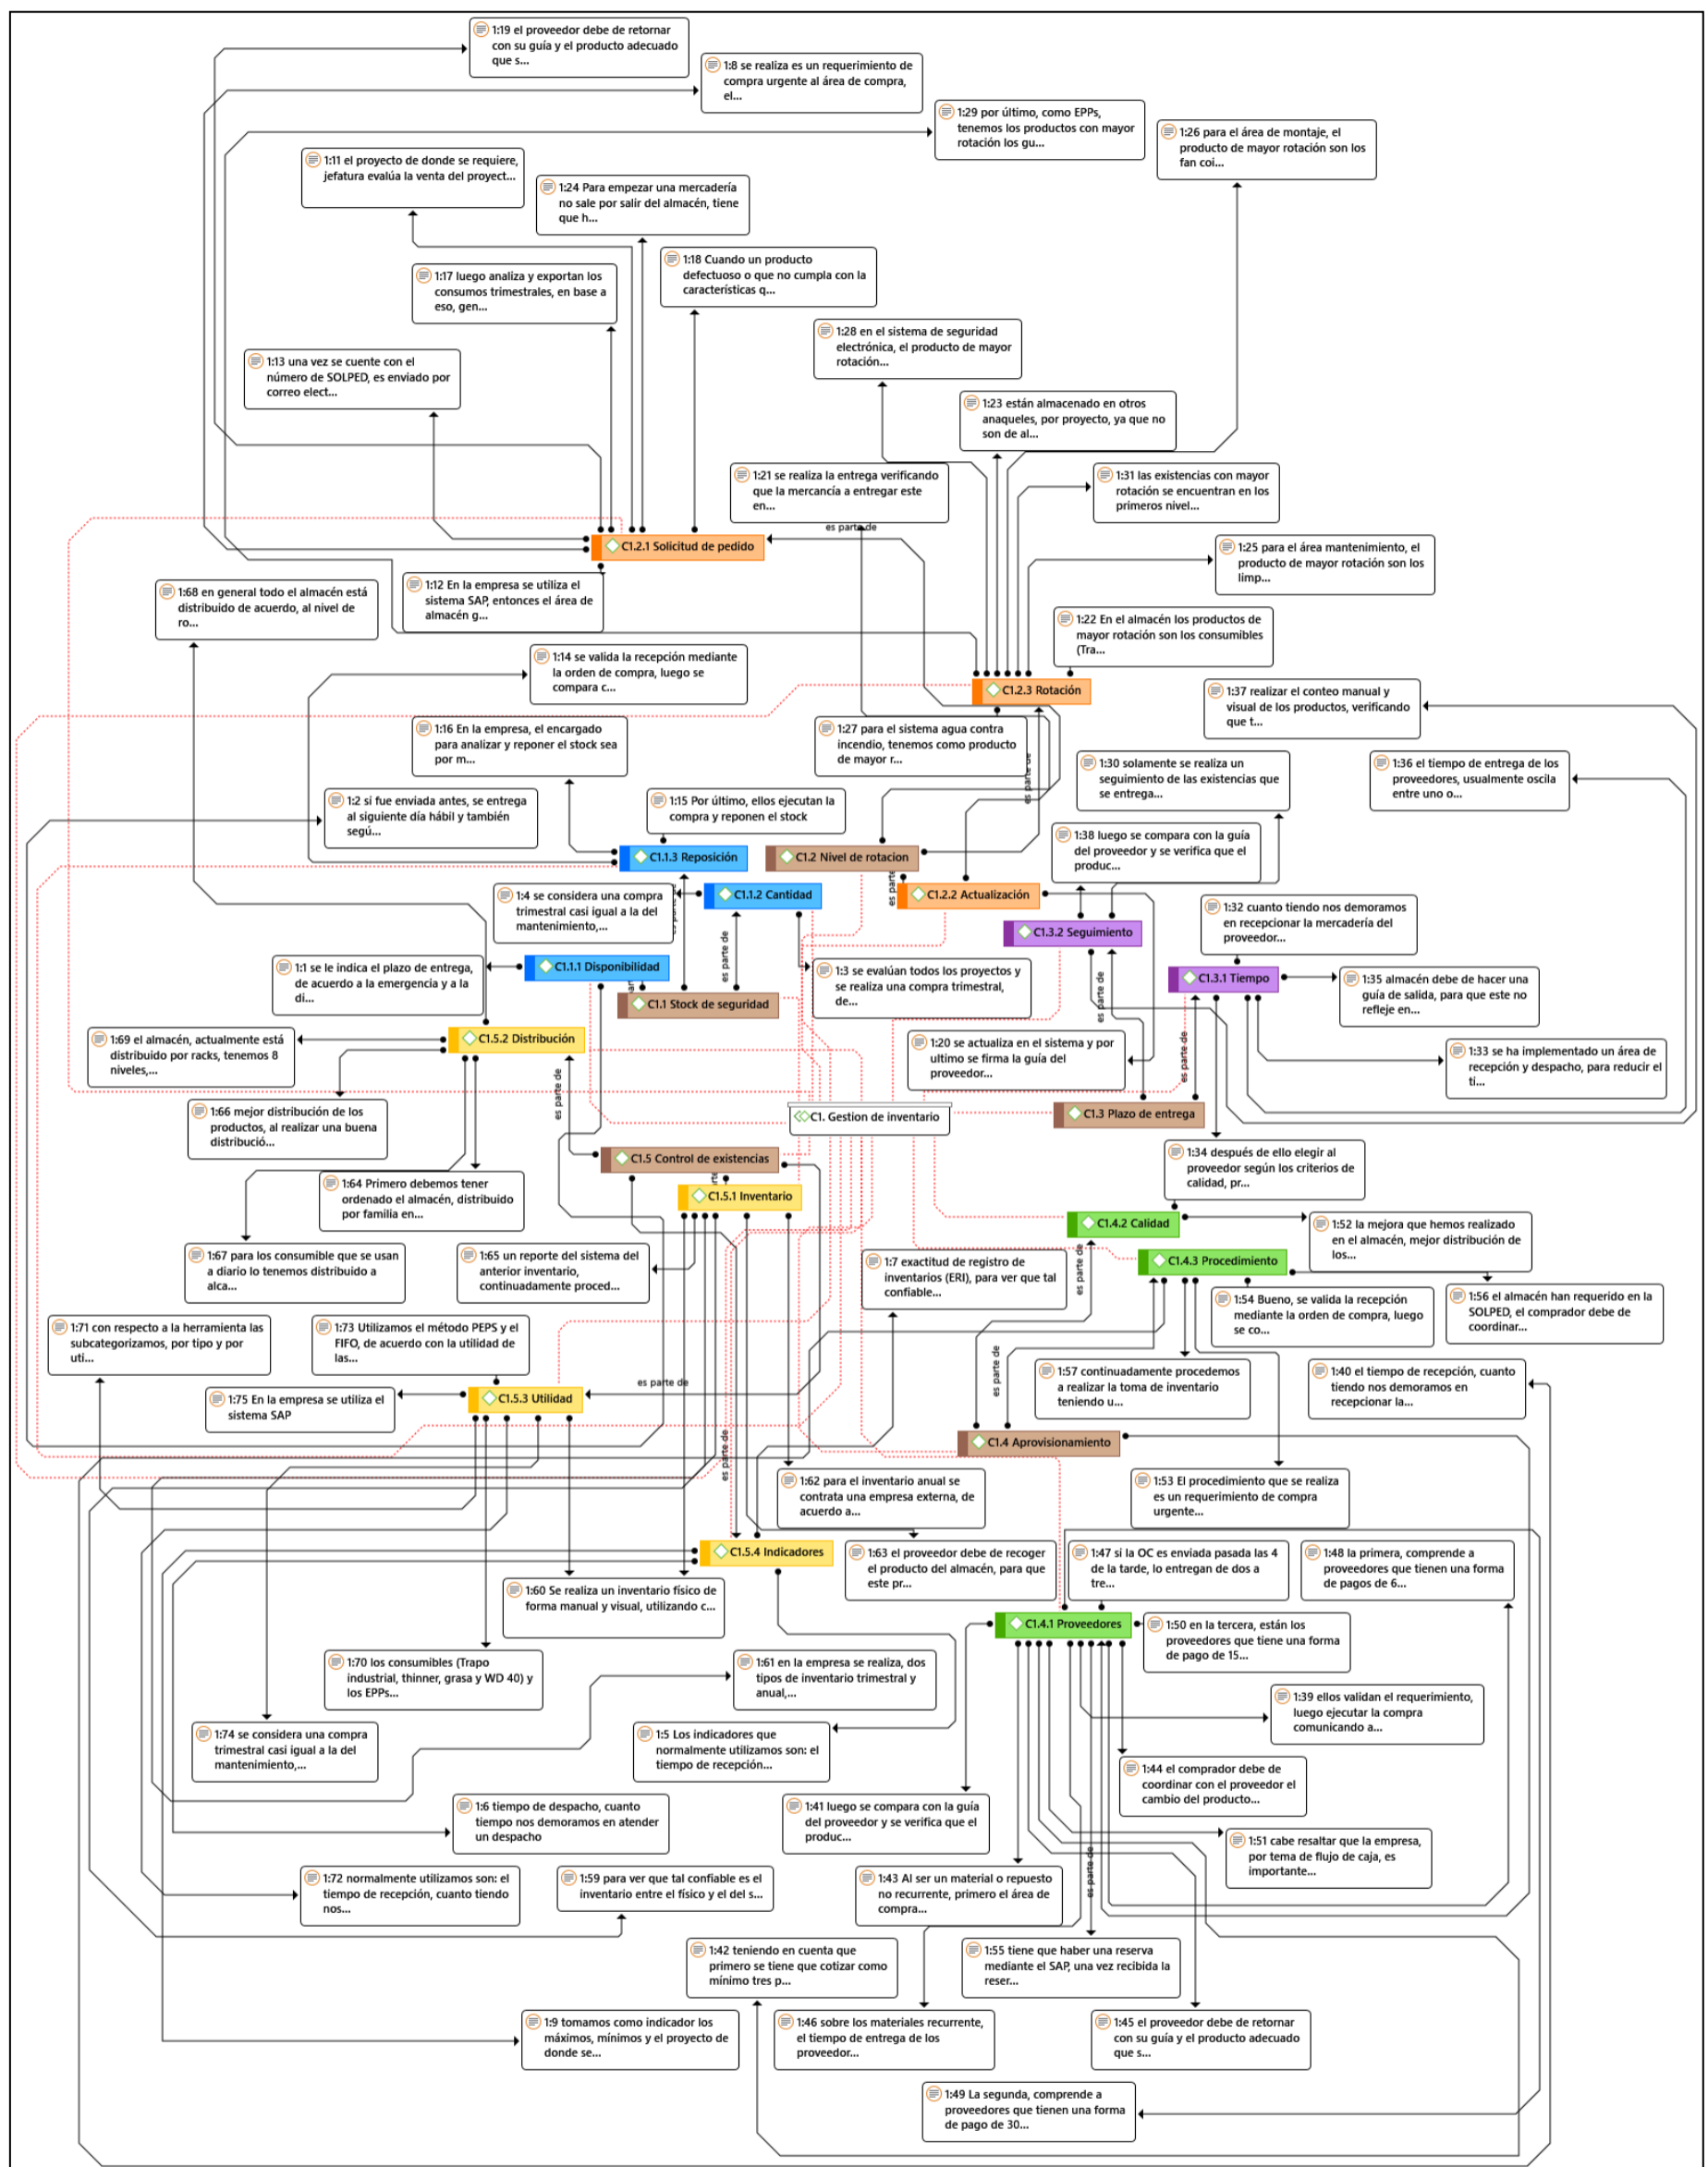 1:19 el proveedor debe de retornar
con su guía y el producto adecuado
que s...
1:8 se realiza es un requerimiento de
compra urgente al área de compra,
el...
1:29 por último, como EPPs,
tenemos los productos con mayor
rotación los gu...
1:26 para el área de montaje, el
producto de mayor rotación son los
fan coi...
1:11 el proyecto de donde se requiere,
jefatura evalúa la venta del proyect...
1:24 Para empezar una mercadería
no sale por salir del almacén, tiene
que h...
1:18 Cuando un producto
defectuoso o que no cumpla con la
características q...
1:17 luego analiza y exportan los
consumos trimestrales, en base a
eso, gen...
1:28 en el sistema de seguridad
electrónica, el producto de mayor
rotación...
1:13 una vez se cuente con el
número de SOLPED, es enviado por
correo elect...
1:23 están almacenado en otros
anaqueles, por proyecto, ya que no
son de al...
1:21 se realiza la entrega verificando
que la mercancía a entregar este
en...
1:31 las existencias con mayor
rotación se encuentran en los
primeros nivel...
es parte de
C1.2.1 Solicitud de pedido
1:25 para el área mantenimiento, el
producto de mayor rotación son los
limp...
1:12 En la empresa se utiliza el
sistema SAP, entonces el área de
almacén g...
1:68 en general todo el almacén está
distribuido de acuerdo, al nivel de
ro...
1:22 En el almacén los productos de
mayor rotación son los consumibles
(Tra...
1:14 se valida la recepción mediante
la orden de compra, luego se
compara c...
C1.2.3 Rotación
1:37 realizar el conteo manual y
visual de los productos, verificando
que t...
1:16 En la empresa, el encargado
para analizar y reponer el stock sea
por m...
1:27 para el sistema agua contra
incendio, tenemos como producto
de mayor r...
es parte de
1:30 solamente se realiza un
seguimiento de las existencias que
se entrega...
1:36 el tiempo de entrega de los
proveedores, usualmente oscila
entre uno o...
1:2 si fue enviada antes, se entrega
al siguiente día hábil y también
segú...
1:15 Por último, ellos ejecutan la
compra y reponen el stock
1:38 luego se compara con la guía
del proveedor y se verifica que el
produc...
C1.1.3 Reposición
C1.2 Nivel de rotacion
1:4 se considera una compra
trimestral casi igual a la del
mantenimiento,...
C1.1.2 Cantidad
C1.2.2 Actualización
1:32 cuanto tiendo nos demoramos
en recepcionar la mercadería del
proveedor...
C1.3.2 Seguimiento
es parte de
1:1 se le indica el plazo de entrega,
de acuerdo a la emergencia y a la
di...
C1.1.1 Disponibilidad
1:3 se evalúan todos los proyectos y
se realiza una compra trimestral,
de...
es parte de
C1.3.1 Tiempo
1:35 almacén debe de hacer una
guía de salida, para que este no
refleje en...
C1.1 Stock de seguridad
1:69 el almacén, actualmente está
distribuido por racks, tenemos 8
niveles,...
C1.5.2 Distribución
1:20 se actualiza en el sistema y por
ultimo se firma la guía del
proveedor...
es parte de
1:33 se ha implementado un área de
recepción y despacho, para reducir el
ti...
es parte de
1:66 mejor distribución de los
productos, al realizar una buena
distribució...
C1. Gestion de inventario
C1.3 Plazo de entrega
C1.5 Control de existencias
1:34 después de ello elegir al
proveedor según los criterios de
calidad, pr...
1:64 Primero debemos tener
ordenado el almacén, distribuido
por familia en...
C1.5.1 Inventario
C1.4.2 Calidad
1:52 la mejora que hemos realizado
en el almacén, mejor distribución de
los...
1:67 para los consumible que se usan
a diario lo tenemos distribuido a
alca...
1:65 un reporte del sistema del
anterior inventario,
continuadamente proced...
1:7 exactitud de registro de
inventarios (ERI), para ver que tal
confiable...
es parte de
C1.4.3 Procedimiento
1:54 Bueno, se valida la recepción
mediante la orden de compra, luego
se co...
1:56 el almacén han requerido en la
SOLPED, el comprador debe de
coordinar...
1:71 con respecto a la herramienta las
subcategorizamos, por tipo y por
uti...
1:73 Utilizamos el método PEPS y el
FIFO, de acuerdo con la utilidad de
las...
1:57 continuadamente procedemos
a realizar la toma de inventario
teniendo u...
1:40 el tiempo de recepción, cuanto
tiendo nos demoramos en
recepcionar la...
es parte de
es parte de
1:75 En la empresa se utiliza el
sistema SAP
C1.5.3 Utilidad
C1.4 Aprovisionamiento
es parte de
1:62 para el inventario anual se
contrata una empresa externa, de
acuerdo a...
1:53 El procedimiento que se realiza
es un requerimiento de compra
urgente...
C1.5.4 Indicadores
1:63 el proveedor debe de recoger
el producto del almacén, para que
este pr...
1:47 si la OC es enviada pasada las 4
de la tarde, lo entregan de dos a
tre...
1:48 la primera, comprende a
proveedores que tienen una forma
de pagos de 6...
1:60 Se realiza un inventario físico de
forma manual y visual, utilizando c...
C1.4.1 Proveedores
1:50 en la tercera, están los
proveedores que tiene una forma
de pago de 15...
1:70 los consumibles (Trapo
industrial, thinner, grasa y WD 40) y
los EPPs...
1:61 en la empresa se realiza, dos
tipos de inventario trimestral y
anual,...
1:39 ellos validan el requerimiento,
luego ejecutar la compra
comunicando a...
1:74 se considera una compra
trimestral casi igual a la del
mantenimiento,...
1:5 Los indicadores que
normalmente utilizamos son: el
tiempo de recepción...
1:44 el comprador debe de
coordinar con el proveedor el
cambio del producto...
1:6 tiempo de despacho, cuanto
tiempo nos demoramos en atender
un despacho
1:41 luego se compara con la guía
del proveedor y se verifica que el
produc...
1:51 cabe resaltar que la empresa,
por tema de flujo de caja, es
importante...
es parte de
1:72 normalmente utilizamos son: el
tiempo de recepción, cuanto tiendo
nos...
1:59 para ver que tal confiable es el
inventario entre el físico y el del s...
1:43 Al ser un material o repuesto
no recurrente, primero el área de
compra...
1:42 teniendo en cuenta que
primero se tiene que cotizar como
mínimo tres p...
1:55 tiene que haber una reserva
mediante el SAP, una vez recibida la
reser...
1:9 tomamos como indicador los
máximos, mínimos y el proyecto de
donde se...
1:46 sobre los materiales recurrente,
el tiempo de entrega de los
proveedor...
1:45 el proveedor debe de retornar
con su guía y el producto adecuado
que s...
1:49 La segunda, comprende a
proveedores que tienen una forma
de pago de 30...